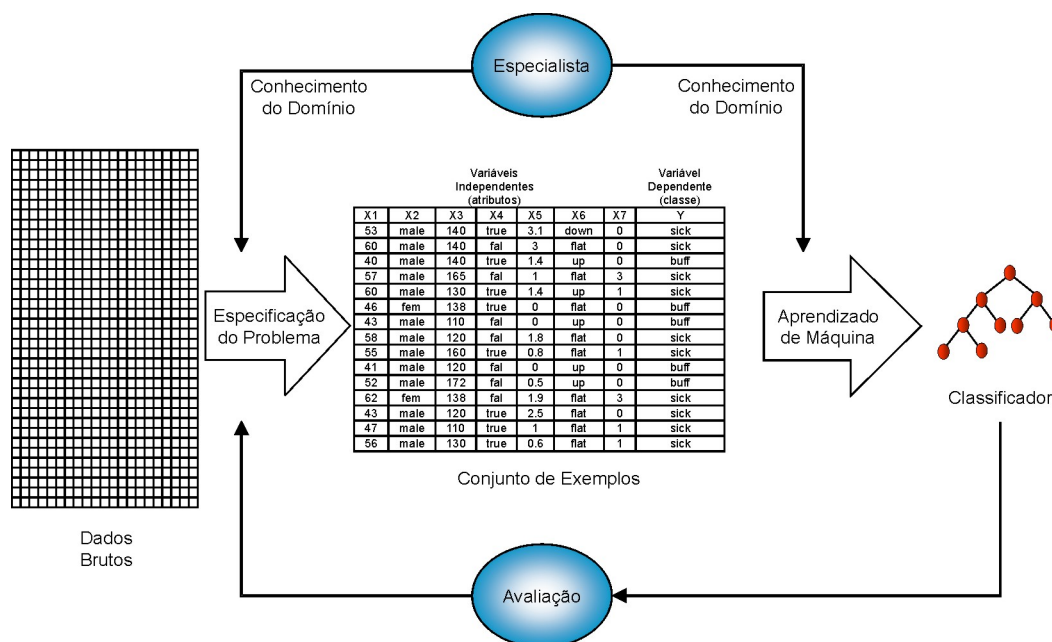 Especialista
Conhecimento
do Domínio
Conhecimento
do Domínio
Variáveis
Independentes
(atributos)
Variável
Dependente
(classe)
X1 X2 X3 X4 X5 X6 X7 Y
53 male 140 true 3.1 down 0 sick
60 male 140 fal 3 flat 0 sick
40 male 140 true 1.4 up 0 buff
57 male 165 fal 1 flat 3 sick
60 male 130 true 1.4 up 1 sick
46 fem 138 true 0 flat 0 buff
43 male 110 fal 0 up 0 buff
58 male 120 fal 1.8 flat 0 sick
55 male 160 true 0.8 flat 1 sick
41 male 120 fal 0 up 0 buff
52 male 172 fal 0.5 up 0 buff
62 fem 138 fal 1.9 flat 3 sick
43 male 120 true 2.5 flat 0 sick
47 male 110 true 1 flat 1 sick
56 male 130 true 0.6 flat 1 sick
Especificação
do Problema
Aprendizado
de Máquina
Classificador
Conjunto de Exemplos
Dados
Brutos
Avaliação